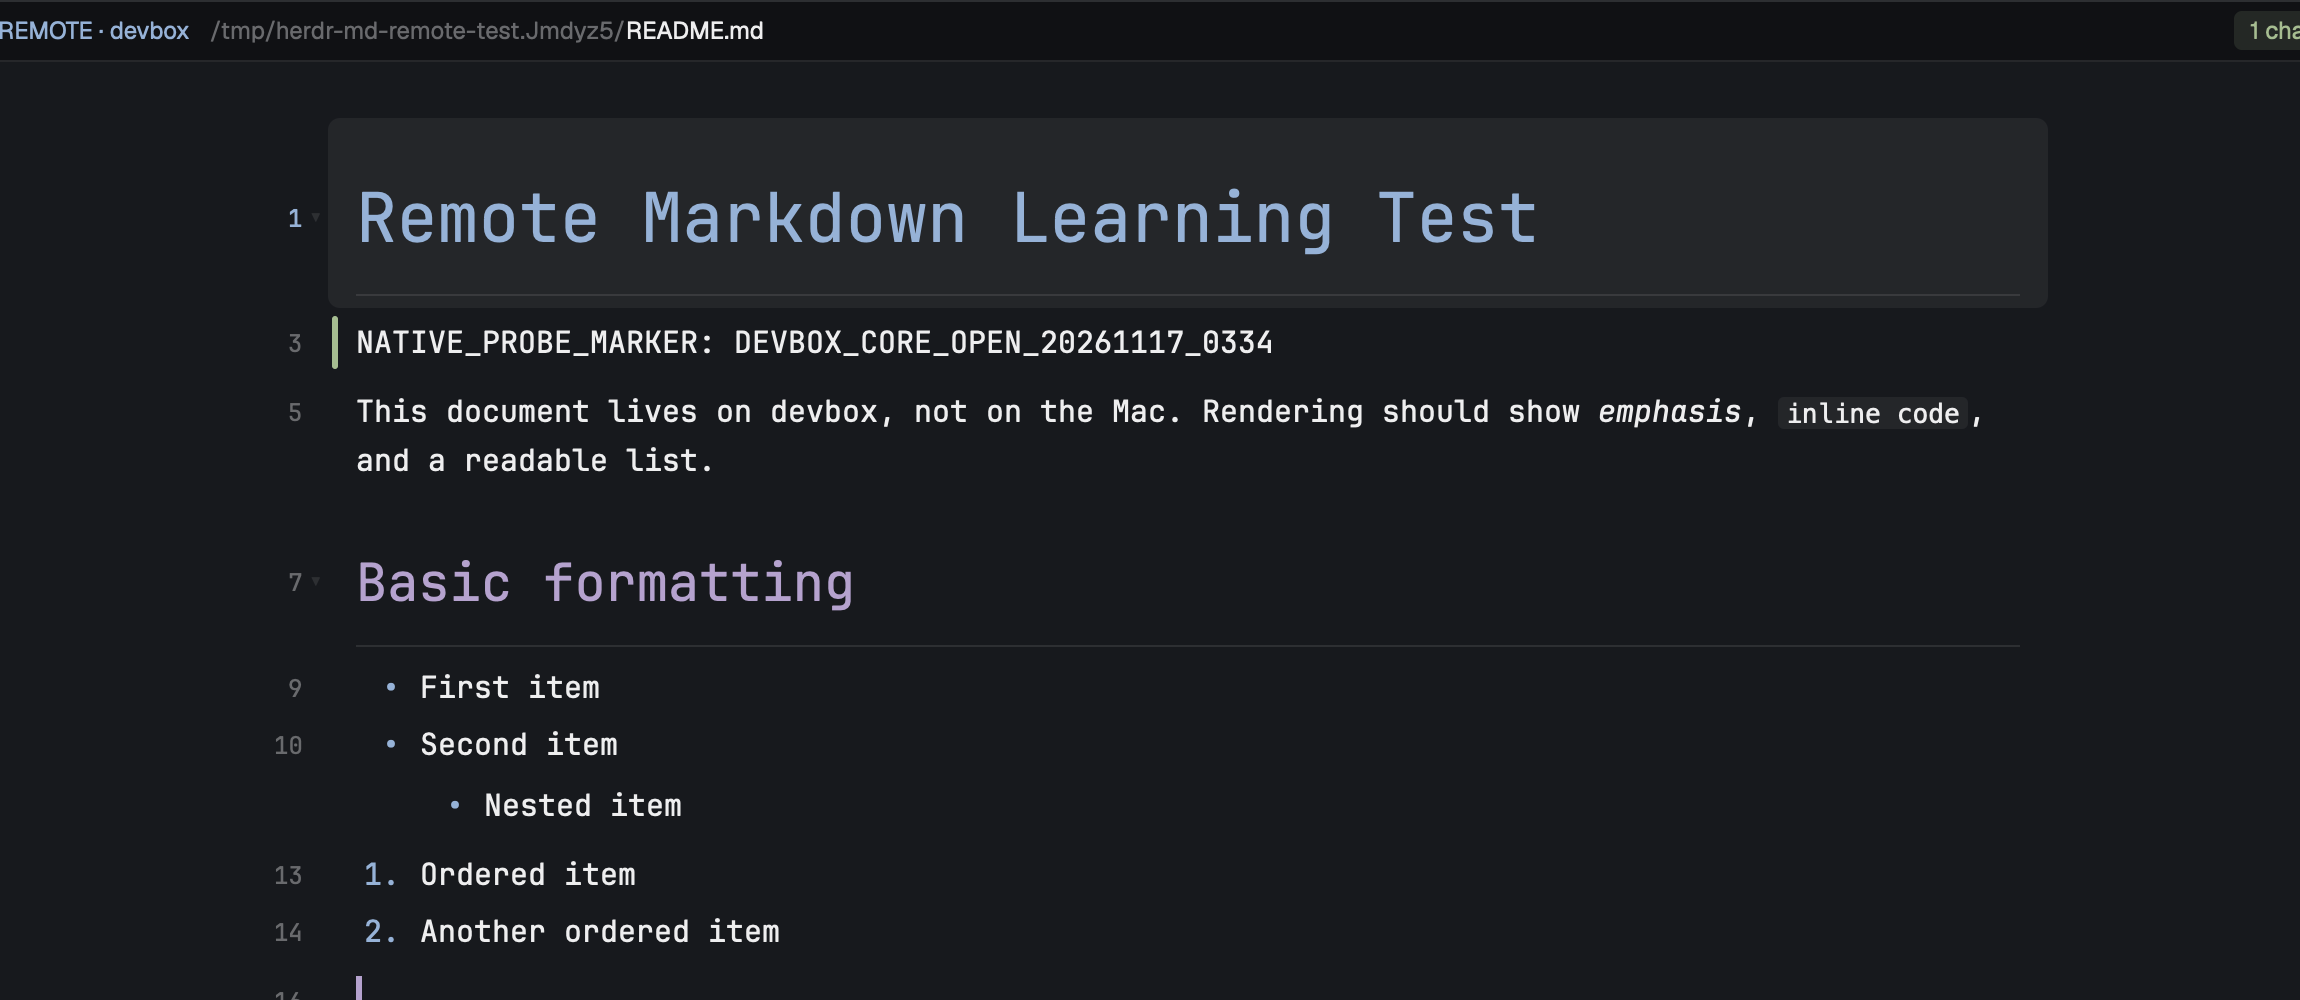 REMOTE · devbox /tmp/herdr-md-remote-test.Jmdyz5/README.md
1
1 Remote Markdown Learning Test
3 NATIVE_PROBE_MARKER: DEVBOX_CORE_OPEN_20261117_0334
5 This document lives on devbox, not on the Mac. Rendering should show emphasis, inline code,
and a readable list.
7 Basic formatting
9 • First item
10 • Second item
• Nested item
13 1. Ordered item
14 2. Another ordered item